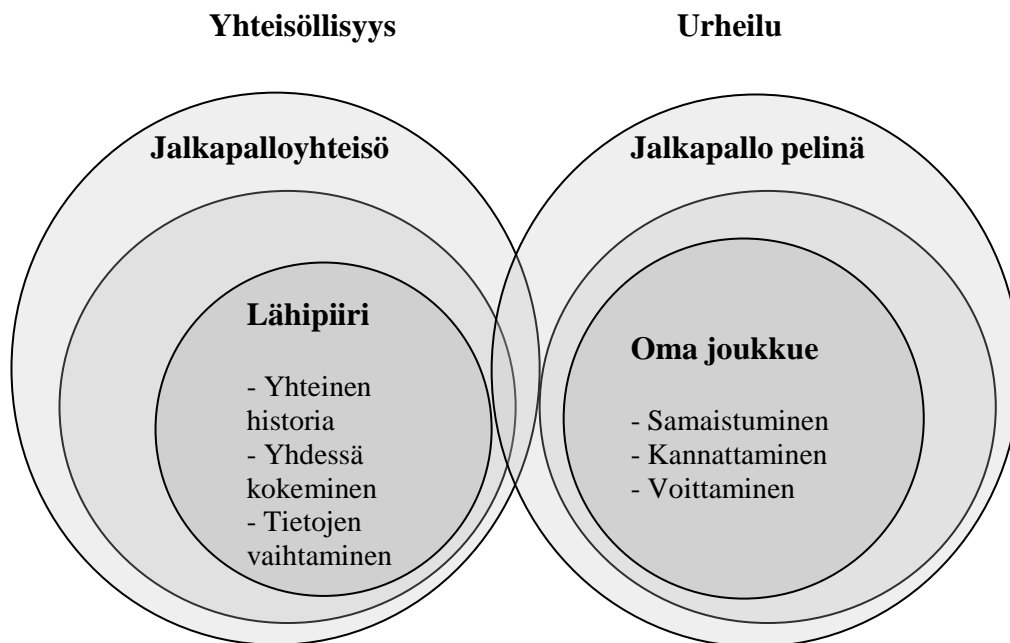 Yhteisöllisyys
Urheilu
Jalkapalloyhteisö
Jalkapallo pelinä
Lähipiiri
- Yhteinen
historia
- Yhdessä
kokeminen
- Tietojen
vaihtaminen
Oma joukkue
- Samaistuminen
- Kannattaminen
- Voittaminen